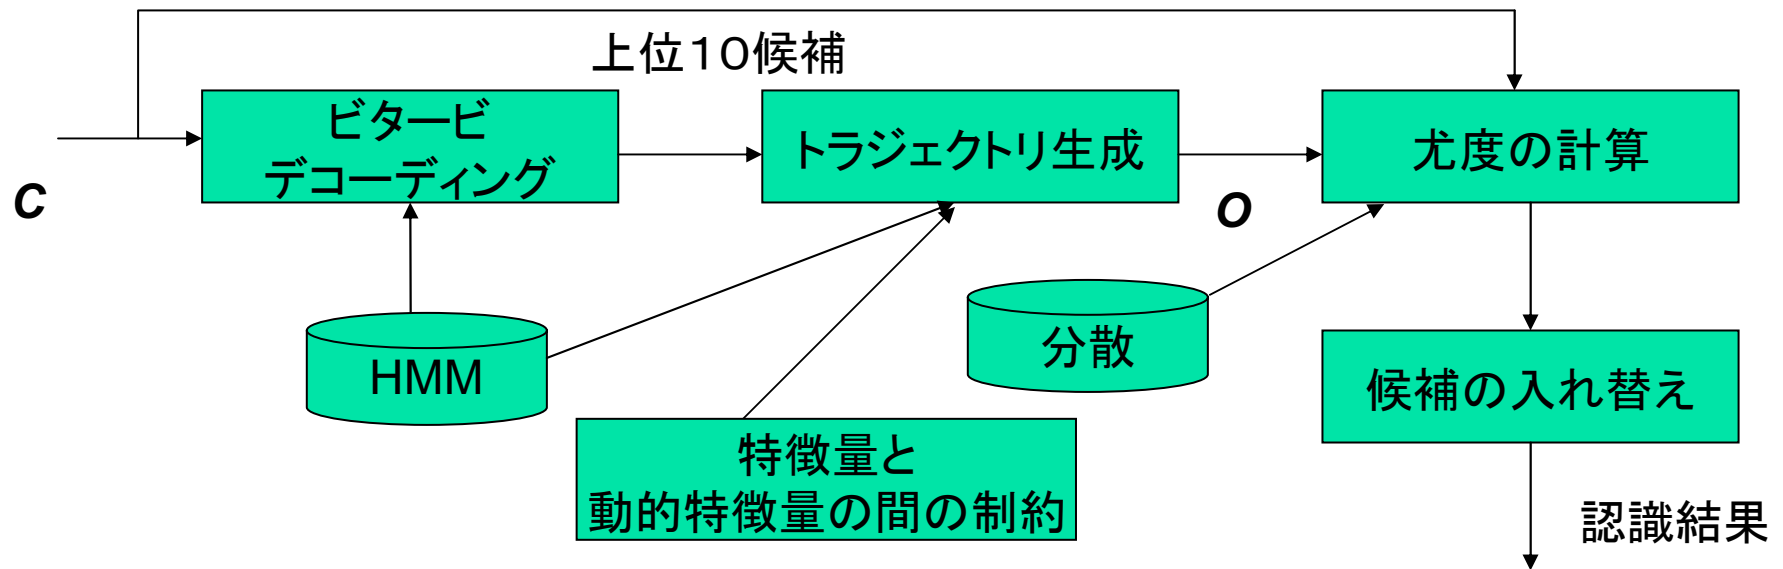 上位１０候補
ビタービ
デコーディング
トラジェクトリ生成
尤度の計算
C
O
HMM
分散
候補の入れ替え
特徴量と
動的特徴量の間の制約
認識結果